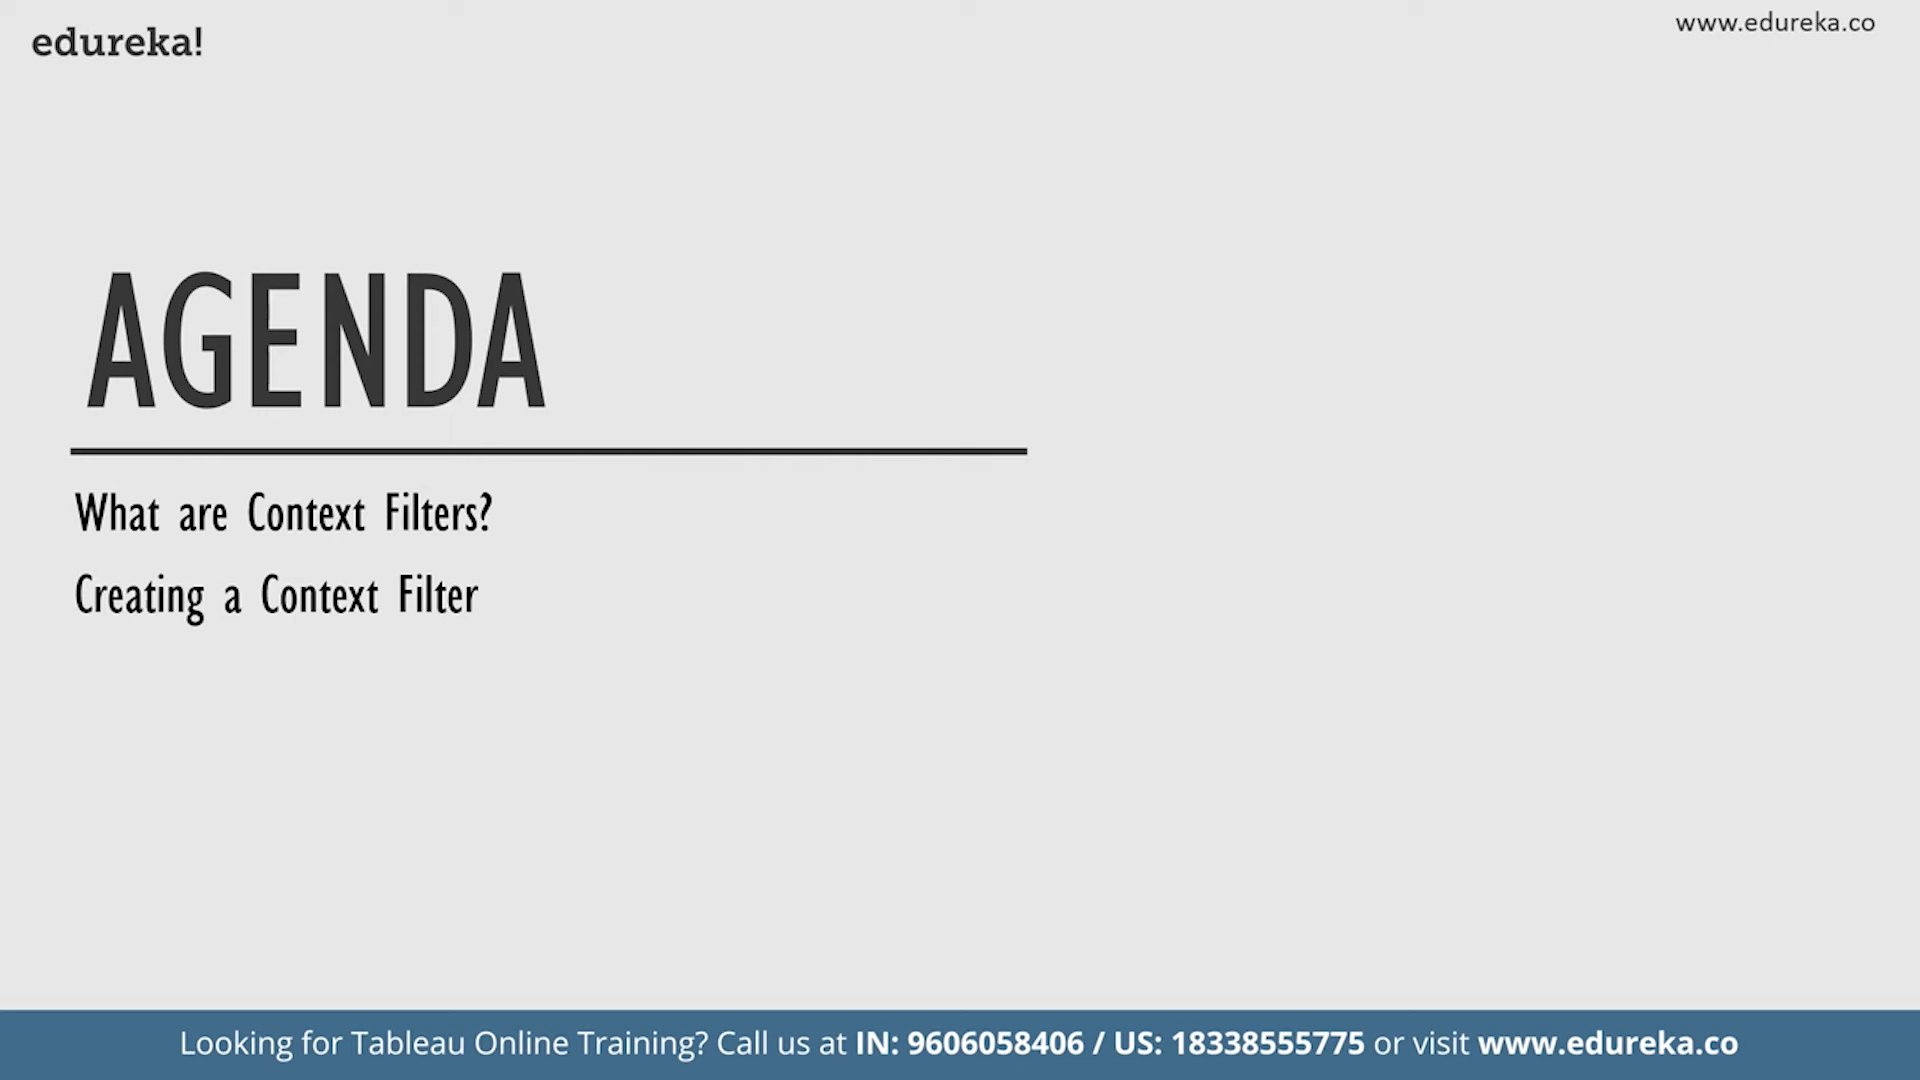 edureka!
www.edureka.co
AGENDA
What are Context Filters?
Creating a Context Filter
Looking for Tableau Online Training? Call us at IN: 9606058406 / US: 18338555775 or visit www.edureka.co